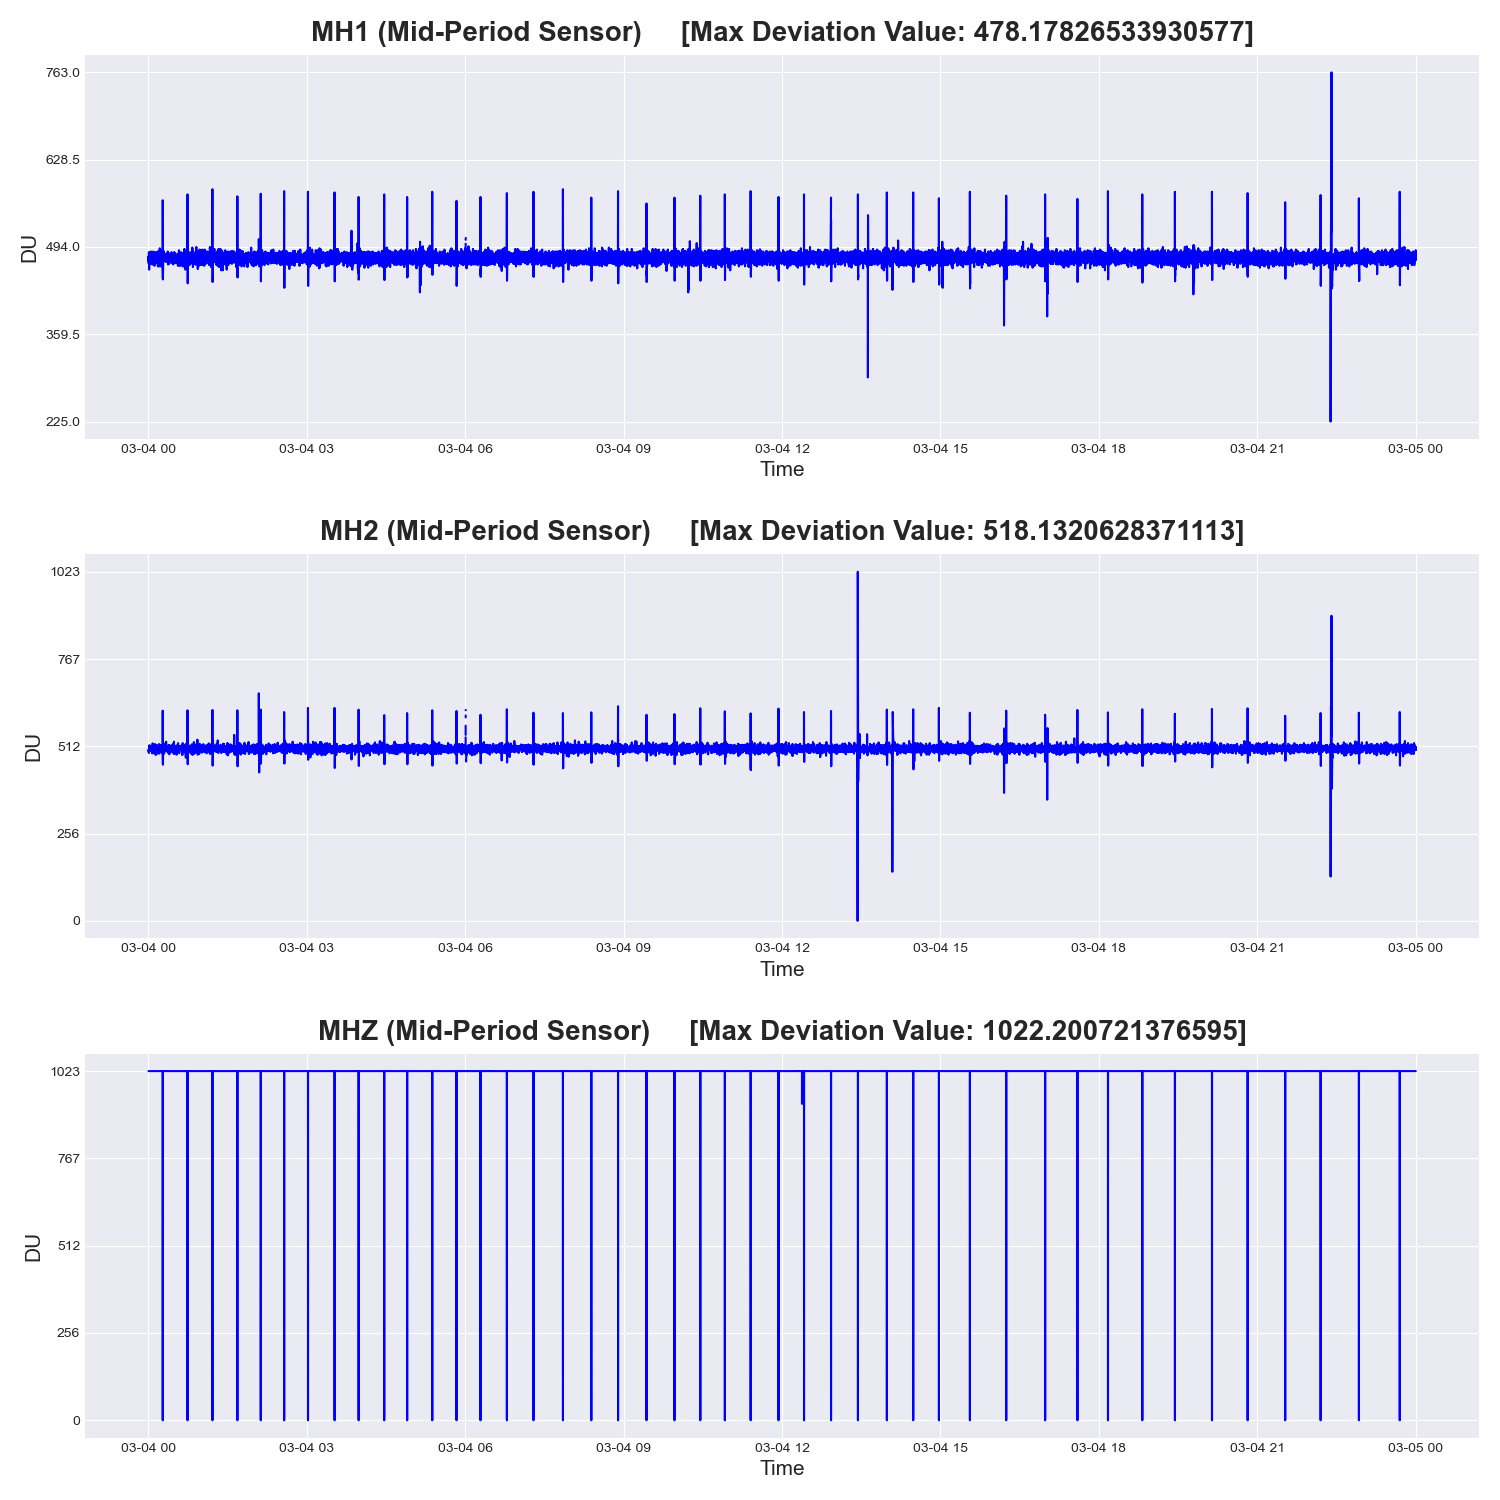 MH1 (Mid-Period Sensor) [Max Deviation Value: 478.17826533930577]
763.0
628.5
494.0
359.5
225.0
DU
03-04 00 03-04 03 03-04 06 03-04 09 03-04 12 03-04 15 03-04 18 03-04 21 03-05 00
Time
MH2 (Mid-Period Sensor) [Max Deviation Value: 518.1320628371113]
1023
767
512
256
0
DU
03-04 00 03-04 03 03-04 06 03-04 09 03-04 12 03-04 15 03-04 18 03-04 21 03-05 00
Time
MHZ (Mid-Period Sensor) [Max Deviation Value: 1022.200721376595]
1023
767
512
256
0
DU
03-04 00 03-04 03 03-04 06 03-04 09 03-04 12 03-04 15 03-04 18 03-04 21 03-05 00
Time